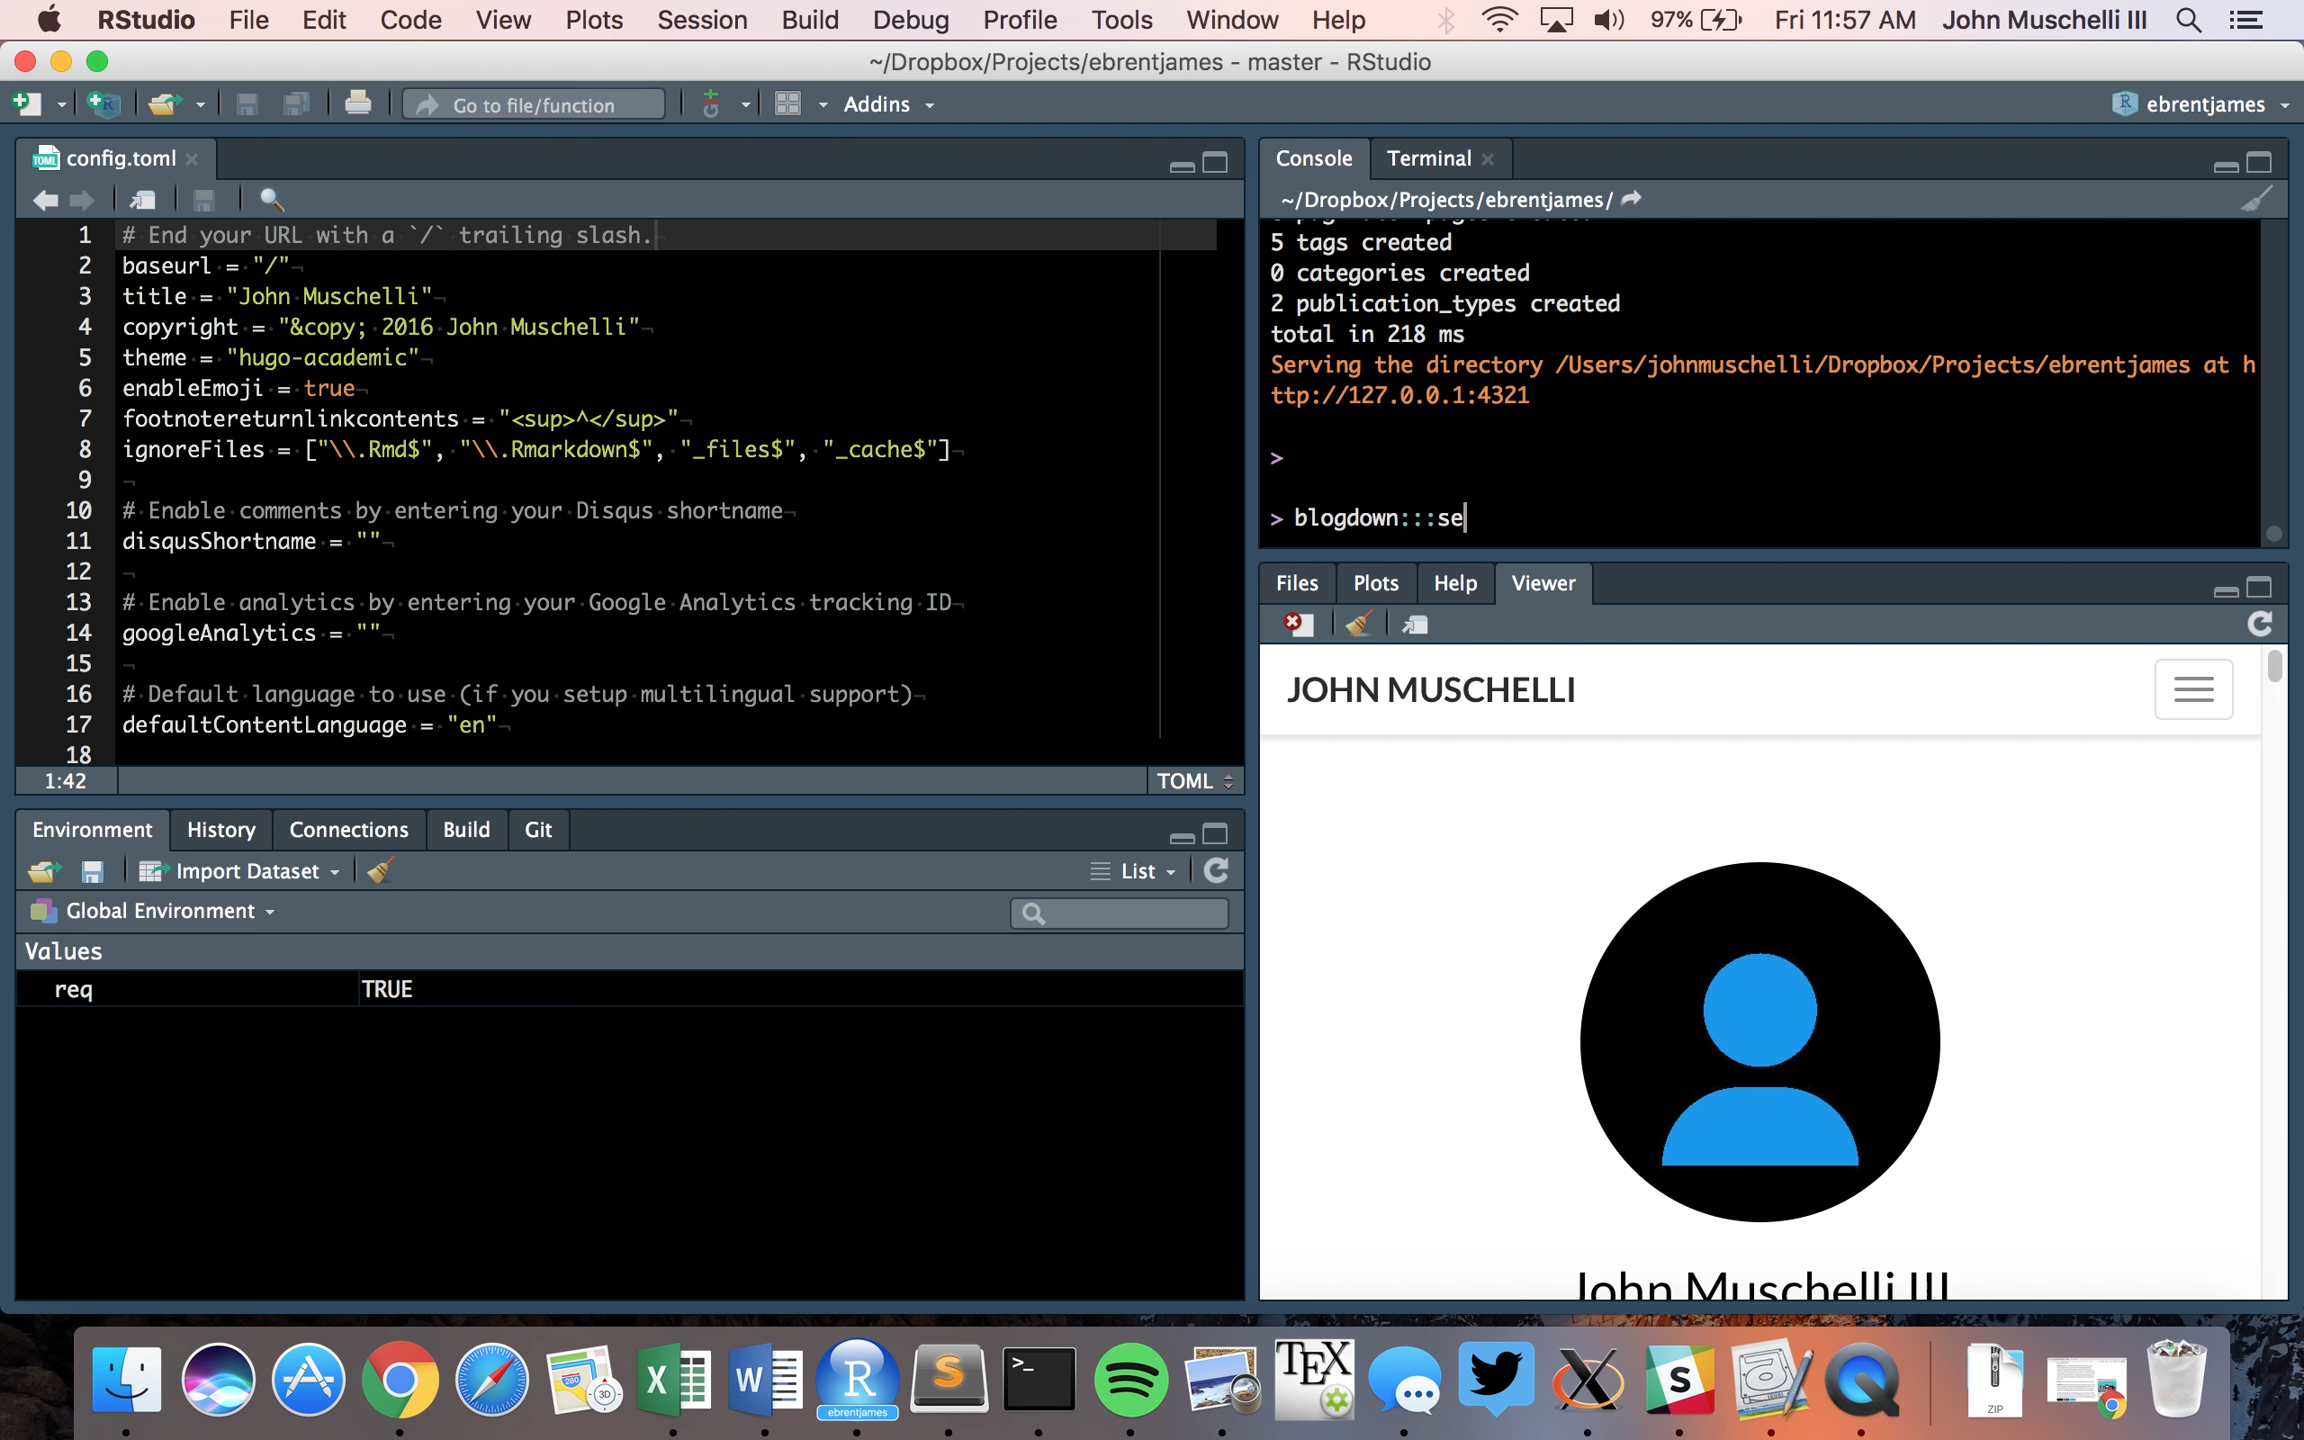 RStudio File Edit Code View Plots Session Build Debug Profile Tools Window Help 97% Fri 11:57 AM John Muschelli III
~/Dropbox/Projects/ebrentjames - master - RStudio
Go to file/function Addins ebrentjames
TOML config.toml
1 # End your URL with a `/` trailing slash.
2 baseurl = "/"
3 title = "John Muschelli"
4 copyright = "&copy; 2016 John Muschelli"
5 theme = "hugo-academic"
6 enableEmoji = true
7 footnotereturnlinkcontents = "<sup>^</sup>"
8 ignoreFiles = ["\\.Rmd$", "\\.Rmarkdown$", "_files$", "_cache$"]
9
10 # Enable comments by entering your Disqus shortname
11 disqusShortname = ""
12
13 # Enable analytics by entering your Google Analytics tracking ID
14 googleAnalytics = ""
15
16 # Default language to use (if you setup multilingual support)
17 defaultContentLanguage = "en"
18
1:42 TOML
Environment History Connections Build Git
Import Dataset List
Global Environment
Values
req TRUE
Console Terminal
~/Dropbox/Projects/ebrentjames/
5 tags created
0 categories created
2 publication_types created
total in 218 ms
Serving the directory /Users/johnmuschelli/Dropbox/Projects/ebrentjames at h
ttp://127.0.0.1:4321
>
> blogdown:::se
Files Plots Help Viewer
JOHN MUSCHELLI
John Muschelli III
280
3D
X
W
R
ebrentjames
S
>_
TEX
X
S
ZIP